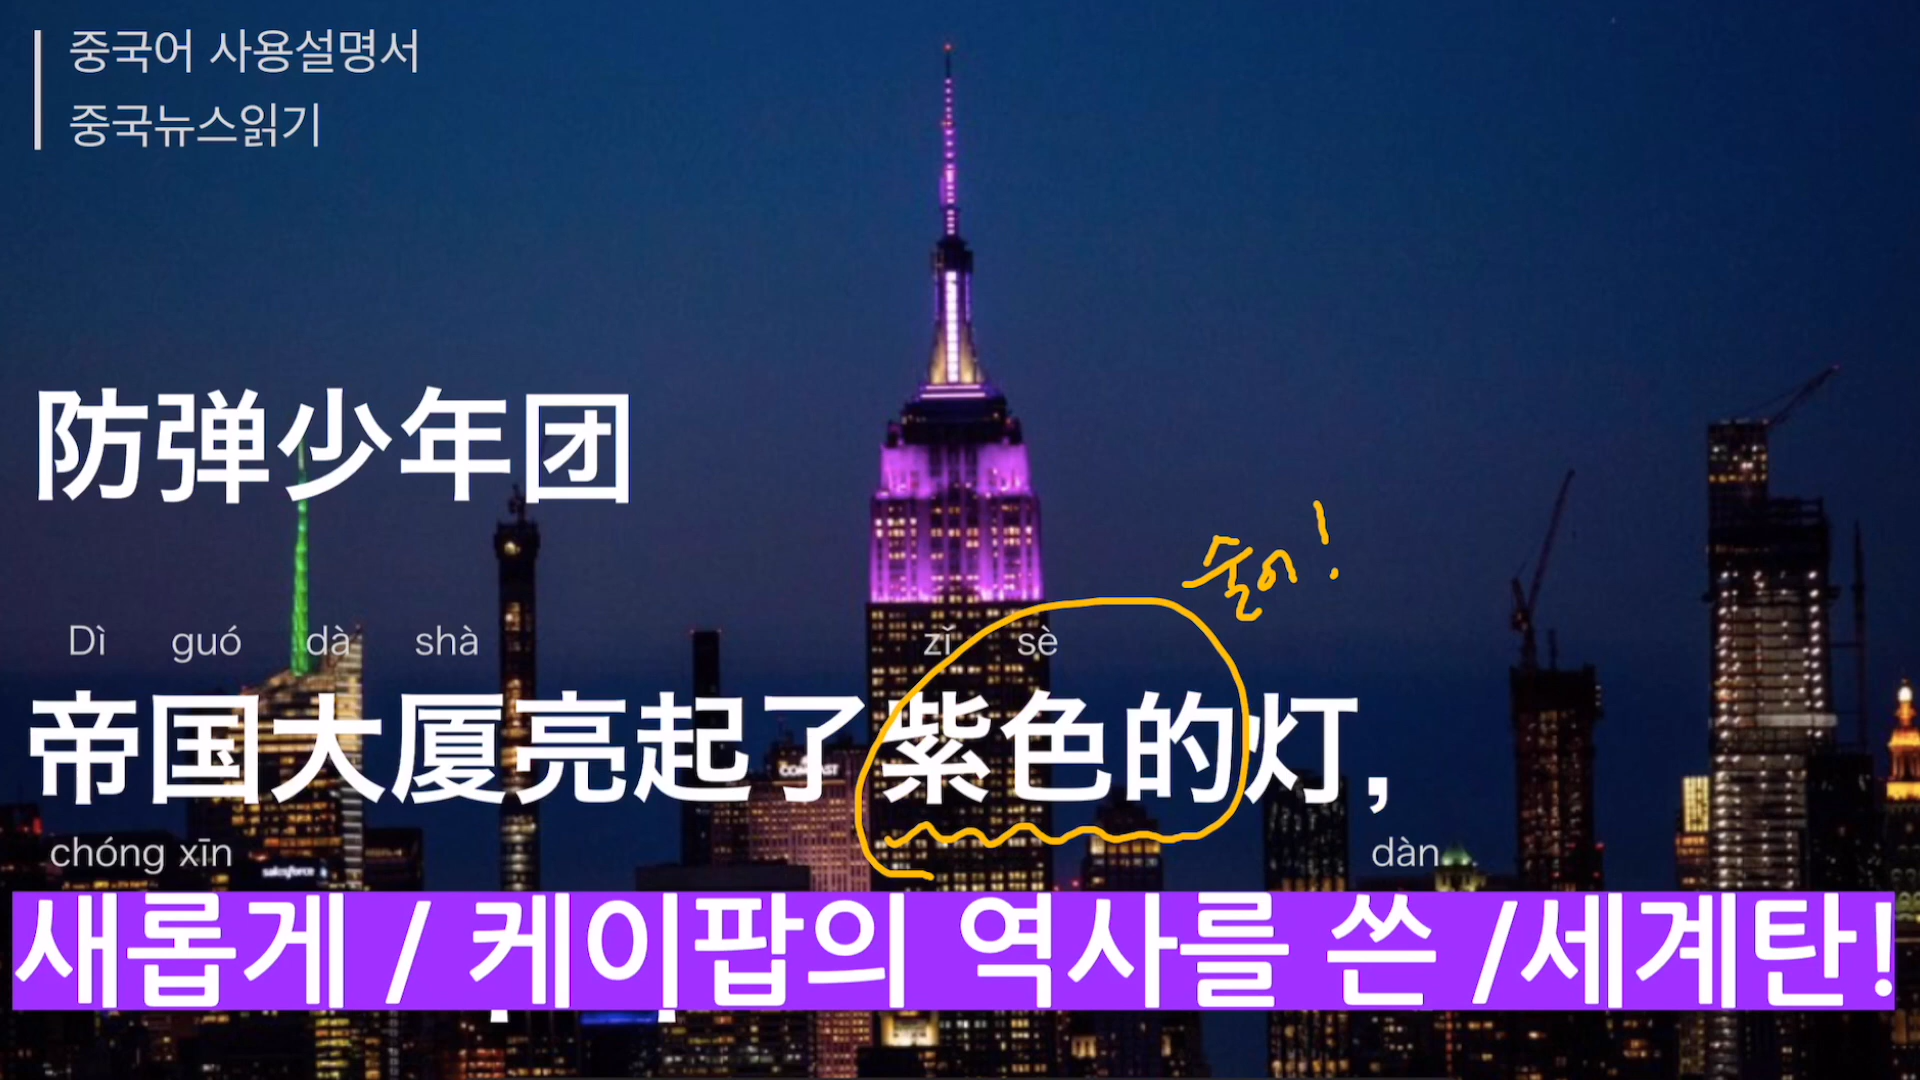 중국어 사용설명서
중국뉴스읽기
防弹少年团
술어!
Dì guó dà shà zǐ sè
帝国大厦亮起了紫色的灯，
chóng xīn dàn
새롭게 / 케이팝의 역사를 쓴 /세계탄!
salesforce